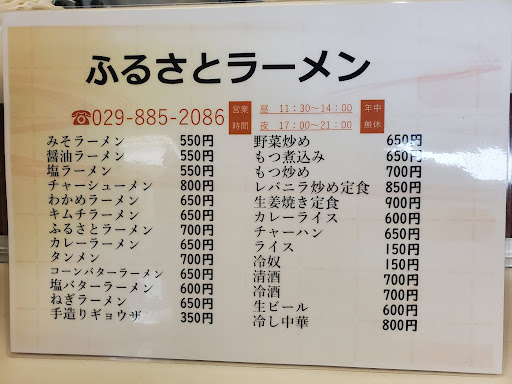 ふるさとラーメン
☎029-885-2086
営業時間
昼 11:30～14:00
夜 17:00～21:00
年中無休
みそラーメン 550円
醤油ラーメン 550円
塩ラーメン 550円
チャーシューメン 800円
わかめラーメン 650円
キムチラーメン 650円
ふるさとラーメン 700円
カレーラーメン 650円
タンメン 700円
コーンバターラーメン 650円
塩バターラーメン 600円
ねぎラーメン 650円
手造りギョウザ 350円
野菜炒め 650円
もつ煮込み 650円
もつ炒め 700円
レバニラ炒め定食 850円
生姜焼き定食 900円
カレーライス 600円
チャーハン 650円
ライス 150円
冷奴 150円
清酒 700円
冷酒 700円
生ビール 600円
冷し中華 800円